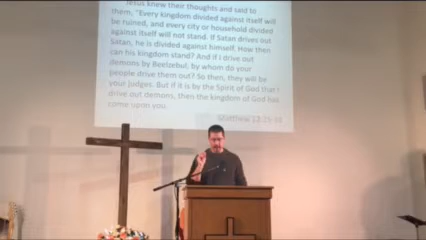 Jesus knew their thoughts and said to
them, "Every kingdom divided against itself will
be ruined, and every city or household divided
against itself will not stand. If Satan drives out
Satan, he is divided against himself. How then
can his kingdom stand? And if I drive out
demons by Beelzebul, by whom do your
people drive them out? So then, they will be
your judges. But if it is by the Spirit of God that I
drive out demons, then the kingdom of God has
come upon you.
Matthew 12:25-28